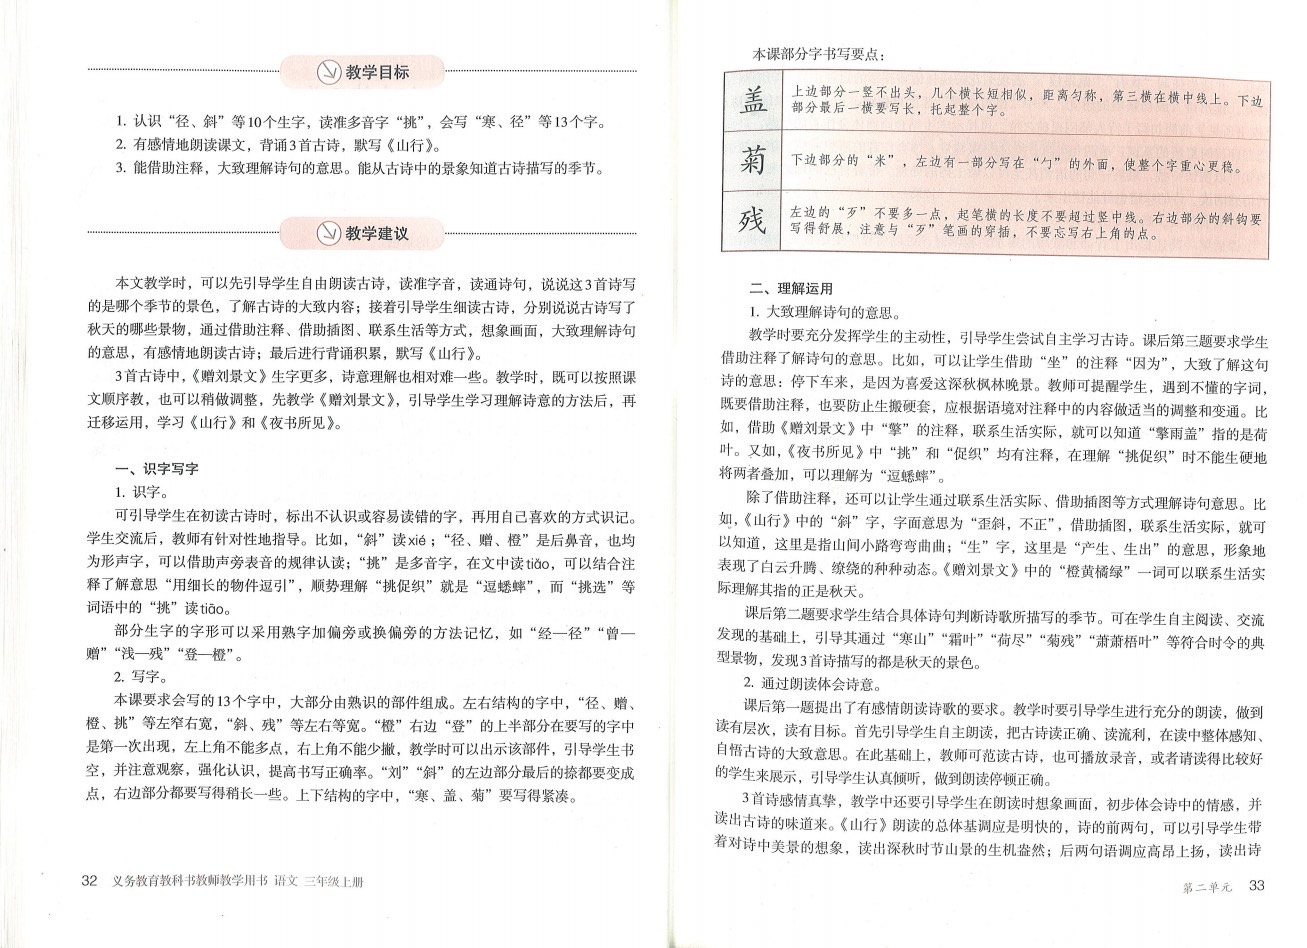 教学目标
1. 认识“径、斜”等10个生字，读准多音字“挑”，会写“寒、径”等13个字。
2. 有感情地朗读课文，背诵3首古诗，默写《山行》。
3. 能借助注释，大致理解诗句的意思。能从古诗中的景象知道古诗描写的季节。
教学建议
本文教学时，可以先引导学生自由朗读古诗，读准字音，读通诗句，说说这3首诗写
的是哪个季节的景色，了解古诗的大致内容；接着引导学生细读古诗，分别说说古诗写了
秋天的哪些景物，通过借助注释、借助插图、联系生活等方式，想象画面，大致理解诗句
的意思，有感情地朗读古诗；最后进行背诵积累，默写《山行》。
3首古诗中，《赠刘景文》生字更多，诗意理解也相对难一些。教学时，既可以按照课
文顺序教，也可以稍做调整，先教学《赠刘景文》，引导学生学习理解诗意的方法后，再
迁移运用，学习《山行》和《夜书所见》。
一、识字写字
1. 识字。
可引导学生在初读古诗时，标出不认识或容易读错的字，再用自己喜欢的方式识记。
学生交流后，教师有针对性地指导。比如，“斜”读xié；“径、赠、橙”是后鼻音，也均
为形声字，可以借助声旁表音的规律认读；“挑”是多音字，在文中读tiǎo，可以结合注
释了解意思“用细长的物件逗引”，顺势理解“挑促织”就是“逗蟋蟀”，而“挑选”等
词语中的“挑”读tiāo。
部分生字的字形可以采用熟字加偏旁或换偏旁的方法记忆，如“经—径”“曾—
赠”“浅—残”“登—橙”。
2. 写字。
本课要求会写的13个字中，大部分由熟识的部件组成。左右结构的字中，“径、赠、
橙、挑”等左窄右宽，“斜、残”等左右等宽。“橙”右边“登”的上半部分在要写的字中
是第一次出现，左上角不能多点，右上角不能少撇，教学时可以出示该部件，引导学生书
空，并注意观察，强化认识，提高书写正确率。“刘”“斜”的左边部分最后的捺都要变成
点，右边部分都要写得稍长一些。上下结构的字中，“寒、盖、菊”要写得紧凑。
32 义务教育教科书教师教学用书 语文 三年级上册
本课部分字书写要点：
盖
上边部分一竖不出头，几个横长短相似，距离匀称，第三横在横中线上。下边
部分最后一横要写长，托起整个字。
菊
下边部分的“米”，左边有一部分写在“勹”的外面，使整个字重心更稳。
残
左边的“歹”不要多一点，起笔横的长度不要超过竖中线。右边部分的斜钩要
写得舒展，注意与“歹”笔画的穿插，不要忘写右上角的点。
二、理解运用
1. 大致理解诗句的意思。
教学时要充分发挥学生的主动性，引导学生尝试自主学习古诗。课后第三题要求学生
借助注释了解诗句的意思。比如，可以让学生借助“坐”的注释“因为”，大致了解这句
诗的意思：停下车来，是因为喜爱这深秋枫林晚景。教师可提醒学生，遇到不懂的字词，
既要借助注释，也要防止生搬硬套，应根据语境对注释中的内容做适当的调整和变通。比
如，借助《赠刘景文》中“擎”的注释，联系生活实际，就可以知道“擎雨盖”指的是荷
叶。又如，《夜书所见》中“挑”和“促织”均有注释，在理解“挑促织”时不能生硬地
将两者叠加，可以理解为“逗蟋蟀”。
除了借助注释，还可以让学生通过联系生活实际、借助插图等方式理解诗句意思。比
如，《山行》中的“斜”字，字面意思为“歪斜，不正”，借助插图，联系生活实际，就可
以知道，这里是指山间小路弯弯曲曲；“生”字，这里是“产生、生出”的意思，形象地
表现了白云升腾、缭绕的种种动态。《赠刘景文》中的“橙黄橘绿”一词可以联系生活实
际理解其指的正是秋天。
课后第二题要求学生结合具体诗句判断诗歌所描写的季节。可在学生自主阅读、交流
发现的基础上，引导其通过“寒山”“霜叶”“荷尽”“菊残”“萧萧梧叶”等符合时令的典
型景物，发现3首诗描写的都是秋天的景色。
2. 通过朗读体会诗意。
课后第一题提出了有感情朗读诗歌的要求。教学时要引导学生进行充分的朗读，做到
读有层次，读有目标。首先引导学生自主朗读，把古诗读正确、读流利，在读中整体感知、
自悟古诗的大致意思。在此基础上，教师可范读古诗，也可播放录音，或者请读得比较好
的学生来展示，引导学生认真倾听，做到朗读停顿正确。
3首诗感情真挚，教学中还要引导学生在朗读时想象画面，初步体会诗中的情感，并
读出古诗的味道来。《山行》朗读的总体基调应是明快的，诗的前两句，可以引导学生带
着对诗中美景的想象，读出深秋时节山景的生机盎然；后两句语调应高昂上扬，读出诗
第二单元 33